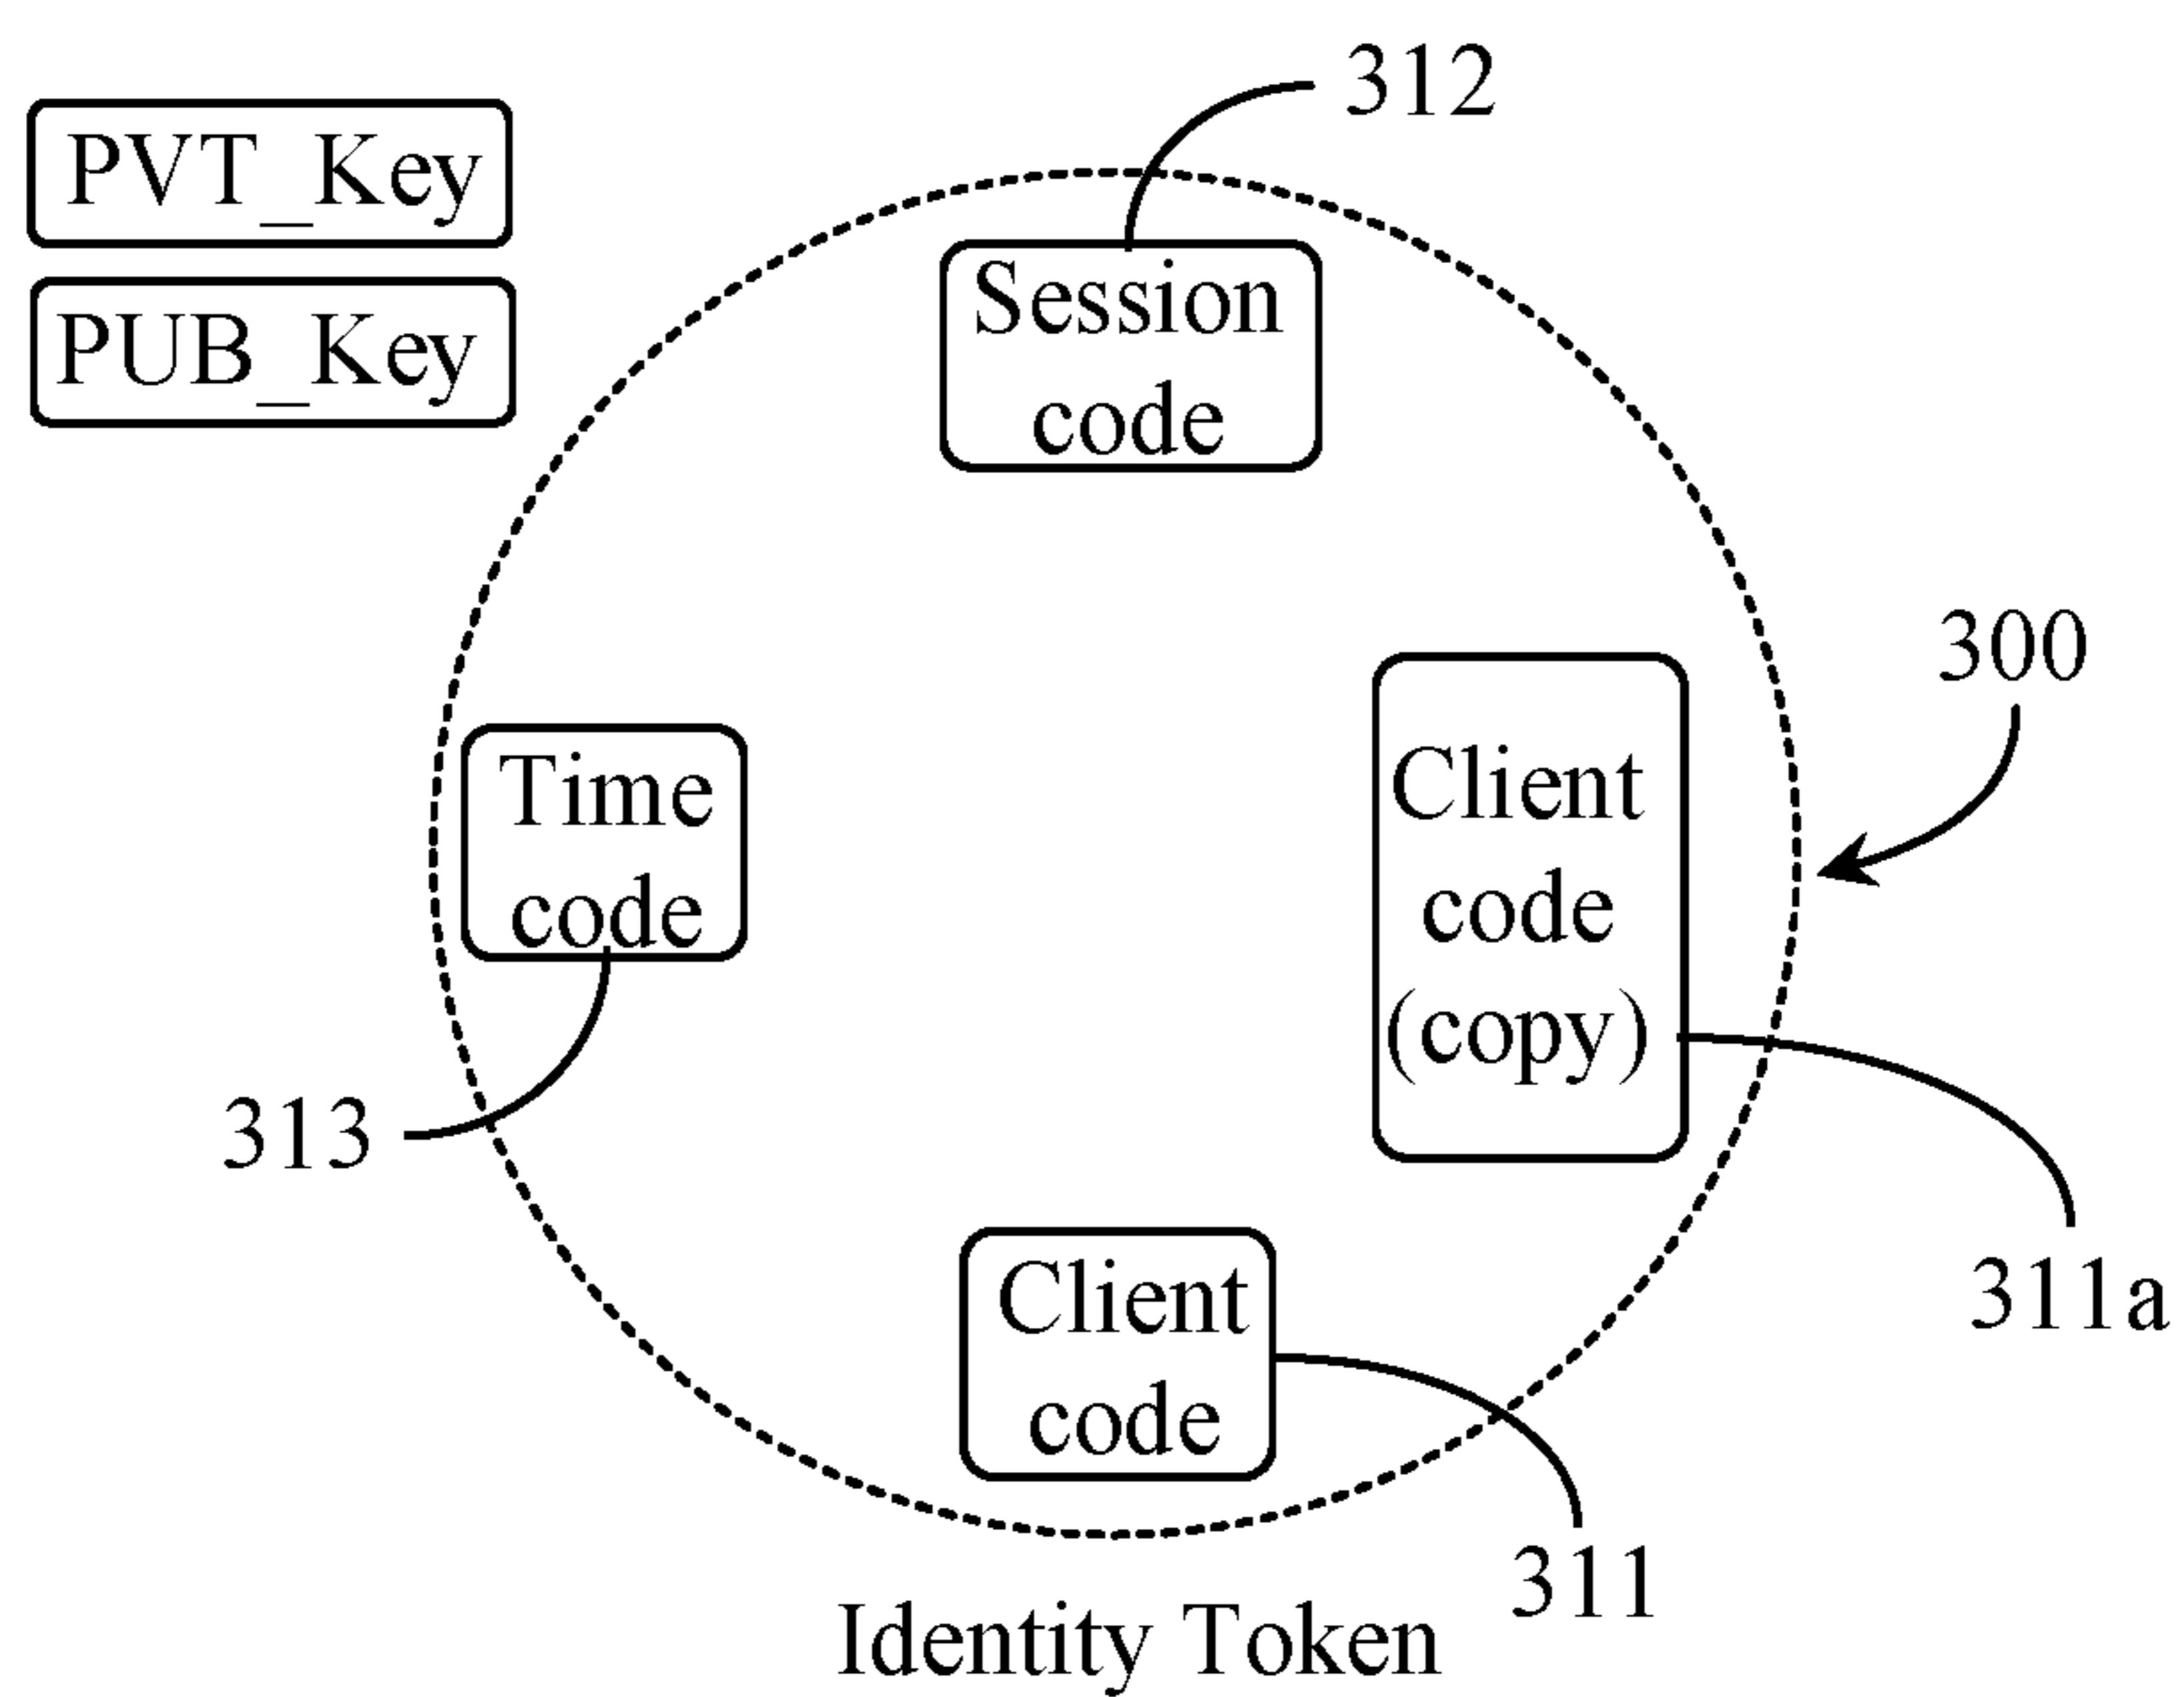 312
PVT_Key
PUB_Key
Session
code
300
Time
code
Client
code
(copy)
313
311a
Client
code
311
Identity Token